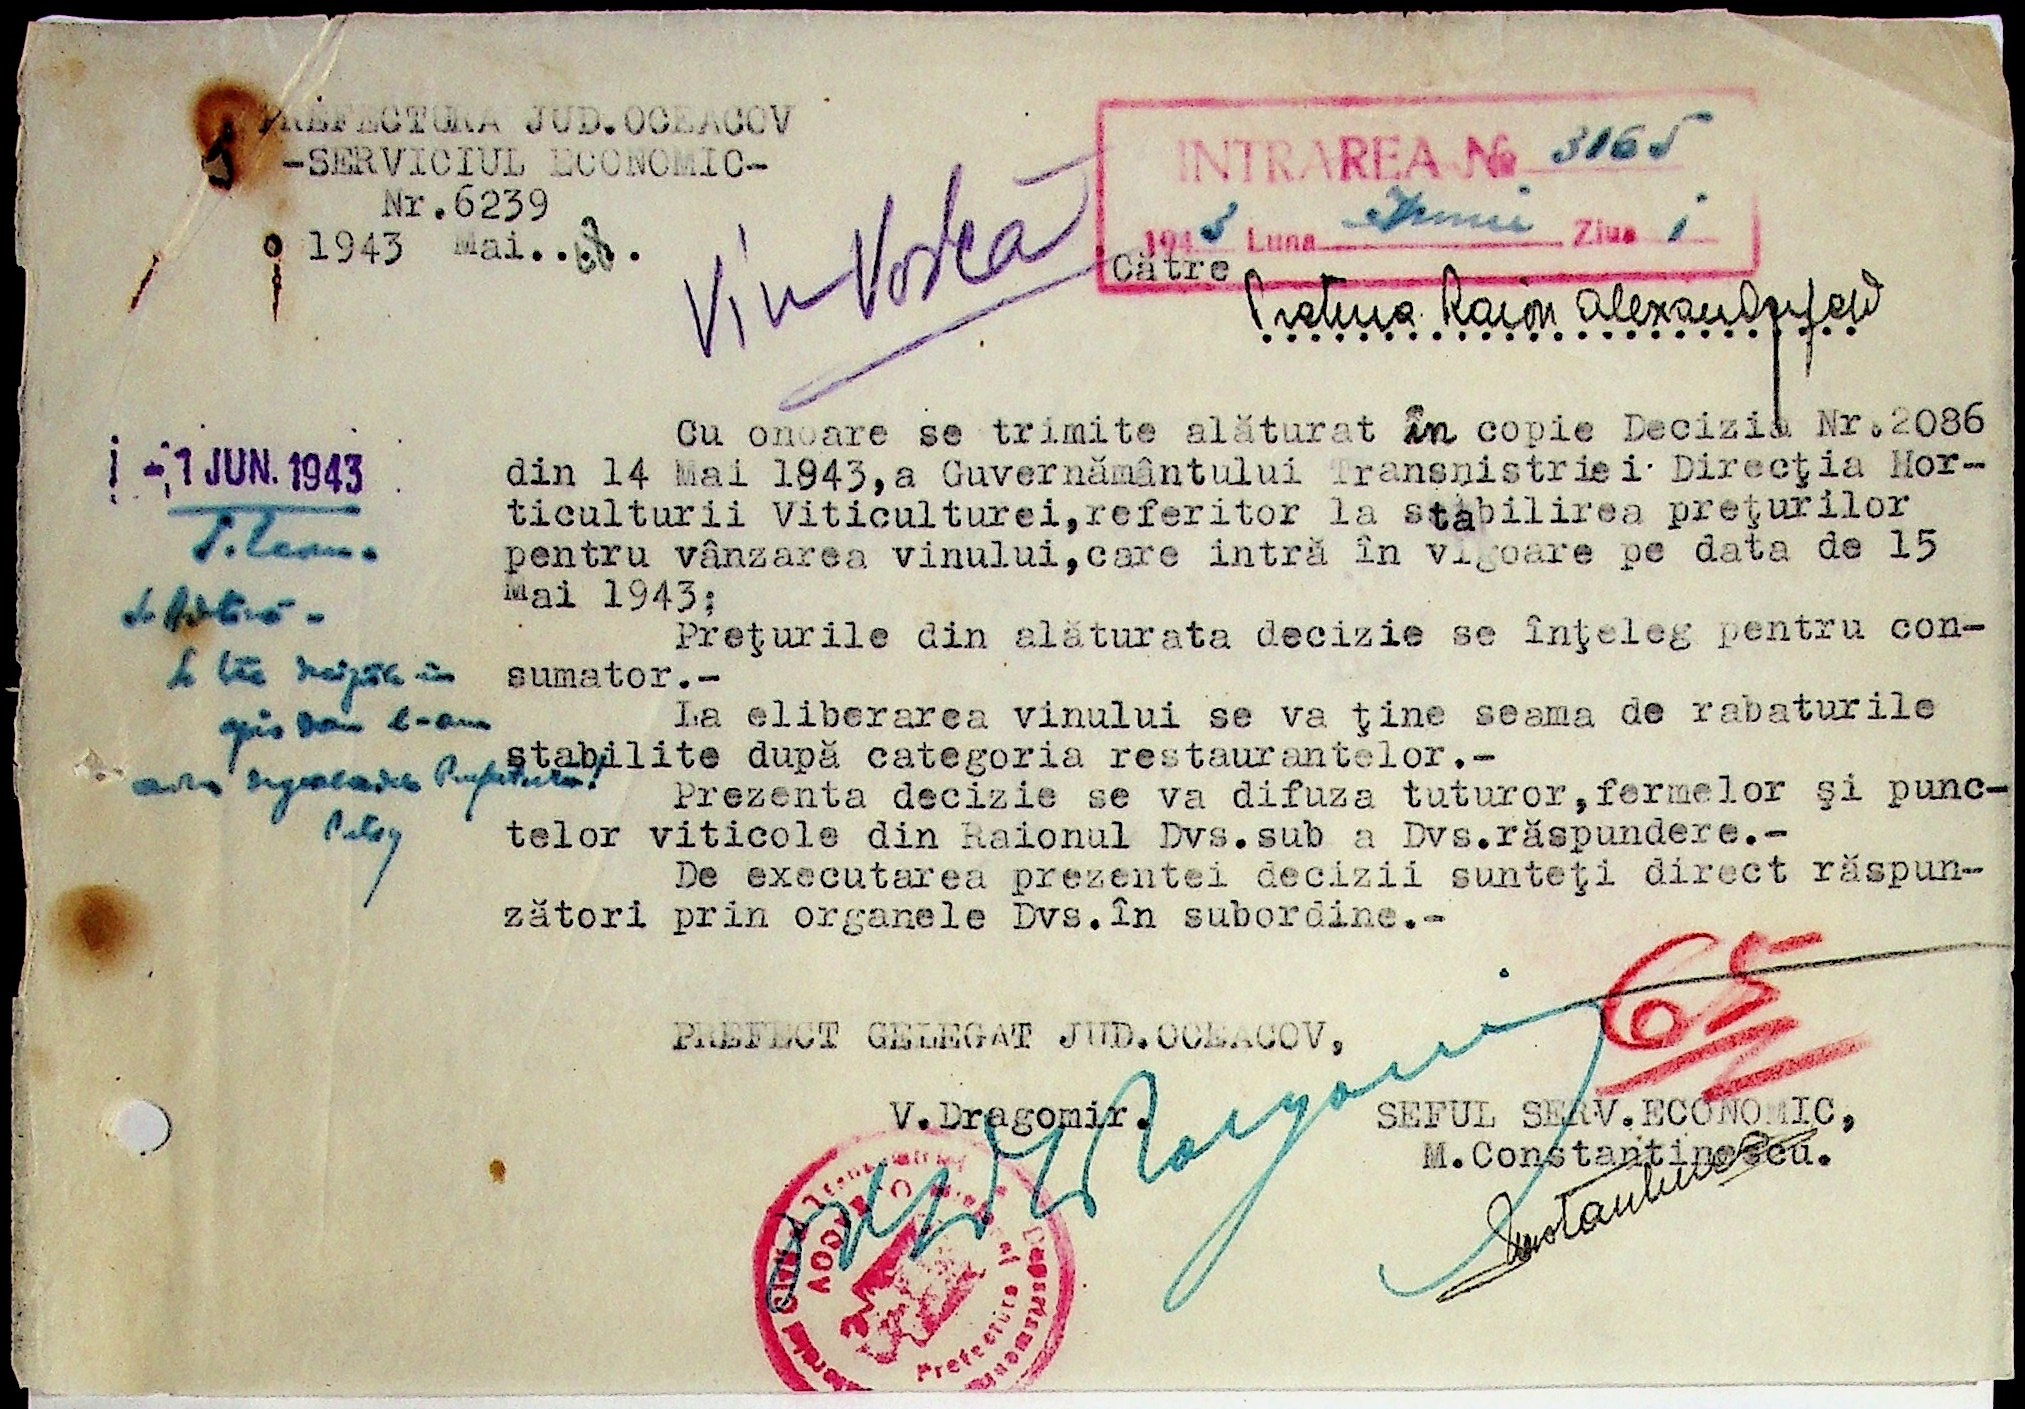 PREFECTURA JUD.OCEACOV
-SERVICIUL ECONOMIC-
Nr.6239
1943 Mai..28.
INTRAREA No 3165
1943 Luna Iunie Ziua 1
Către
Pretura Raion Alexandrfeld
Vin Vodcă
Cu onoare se trimite alăturat în copie Decizia Nr.2086
din 14 Mai 1943,a Guvernământului Transnistriei Direcţia Hor-
ticulturii Viticulturei,referitor la stabilirea preţurilor
pentru vânzarea vinului,care intră în vigoare pe data de 15
Mai 1943;
Preţurile din alăturata decizie se înţeleg pentru con-
sumator.-
La eliberarea vinului se va ţine seama de rabaturile
stabilite după categoria restaurantelor.-
Prezenta decizie se va difuza tuturor,fermelor şi punc-
telor viticole din Raionul Dvs.sub a Dvs.răspundere.-
De executarea prezentei decizii sunteţi direct răspun-
zători prin organele Dvs.în subordine.-
-1 JUN. 1943
65
PREFECT GELEGAT JUD.OCEACOV,
V.Dragomir.
SEFUL SERV.ECONOMIC,
M.Constantinescu.
Prefectura